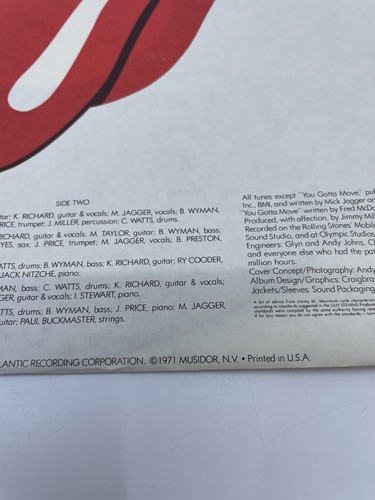 SIDE TWO
tar; K. RICHARD, guitar & vocals; M. JAGGER, vocals; B. WYMAN,
PRICE, trumpet; J. MILLER, percussion; C. WATTS, drums.
RICHARD, guitar & vocals; M. TAYLOR, guitar; B. WYMAN, bass;
YES, sax; J. PRICE, trumpet; M. JAGGER, vocals; B. PRESTON,
ATTS, drums; B. WYMAN, bass; K. RICHARD, guitar; RY COODER,
JACK NITZCHE, piano.
MAN, bass; C. WATTS, drums; K. RICHARD, guitar & vocals;
GER, guitar & vocals; I. STEWART, piano.
TTS, drums; B. WYMAN, bass; J. PRICE, piano; M. JAGGER,
uitar; PAUL BUCKMASTER, strings.
LANTIC RECORDING CORPORATION. ©1971 MUSIDOR, N.V. • Printed in U.S.A.
All tunes except "You Gotta Move," pub
Inc., BMI, and written by Mick Jagger an
"You Gotta Move" written by Fred McDo
Produced, with affection, by Jimmy Mil
Recorded on the Rolling Stones' Mobile
Sound Studio, and at Olympic Studios
Engineers: Glyn and Andy Johns, C
and everyone else who had the pat
million hours.
Cover Concept/Photography: Andy
Album Design/Graphics: Craigbra
Jackets/Sleeves: Sound Packaging